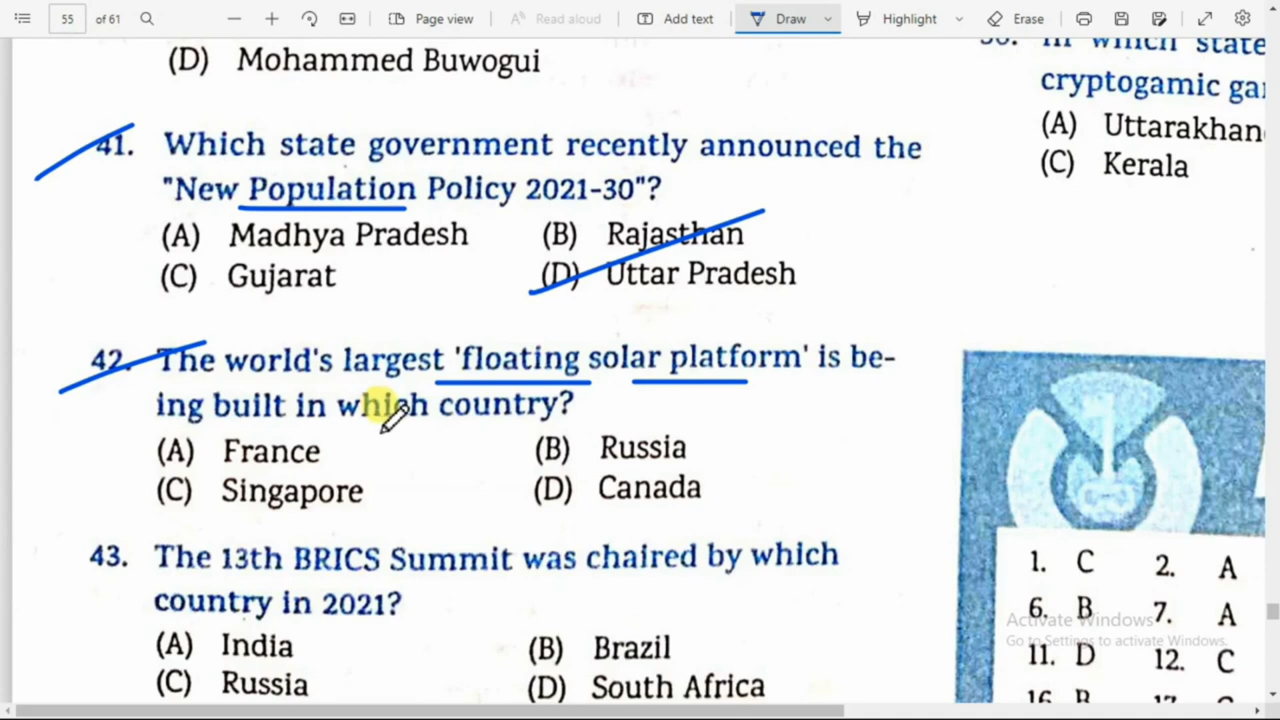 55 of 61
Page view
Read aloud
Add text
Draw
Highlight
Erase
(D) Mohammed Buwogui
41. Which state government recently announced the
"New Population Policy 2021-30"?
(A) Madhya Pradesh (B) Rajasthan
(C) Gujarat (D) Uttar Pradesh
42. The world's largest 'floating solar platform' is be-
ing built in which country?
(A) France (B) Russia
(C) Singapore (D) Canada
43. The 13th BRICS Summit was chaired by which
country in 2021?
(A) India (B) Brazil
(C) Russia (D) South Africa
In which state
cryptogamic
(A)
(C) Kerala
1. C 2. A
6. B 7. A
11. D 12. C
16. B
Activate Windows
Go to Settings to activate Windows.